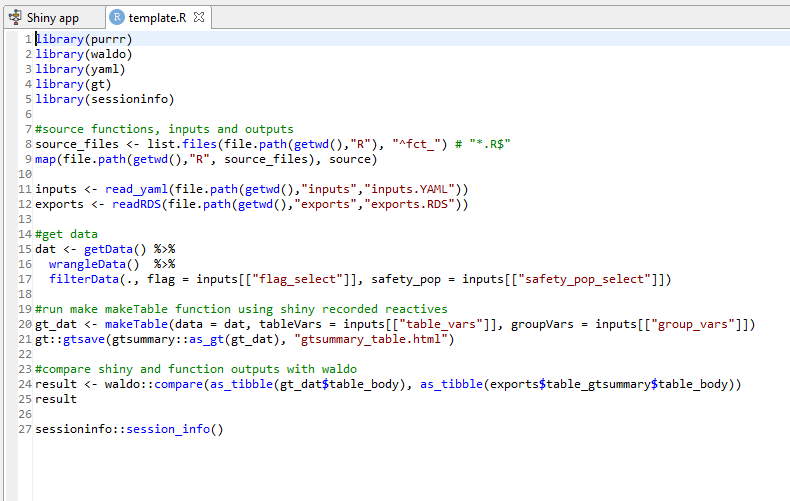 Shiny app
template.R
1 library(purrr)
2 library(waldo)
3 library(yaml)
4 library(gt)
5 library(sessioninfo)
6
7 #source functions, inputs and outputs
8 source_files <- list.files(file.path(getwd(),"R"), "^fct_") # "*.R$"
9 map(file.path(getwd(),"R", source_files), source)
10
11 inputs <- read_yaml(file.path(getwd(),"inputs","inputs.YAML"))
12 exports <- readRDS(file.path(getwd(),"exports","exports.RDS"))
13
14 #get data
15 dat <- getData() %>%
16   wrangleData()  %>%
17   filterData(., flag = inputs[["flag_select"]], safety_pop = inputs[["safety_pop_select"]])
18
19 #run make makeTable function using shiny recorded reactives
20 gt_dat <- makeTable(data = dat, tableVars = inputs[["table_vars"]], groupVars = inputs[["group_vars"]])
21 gt::gtsave(gtsummary::as_gt(gt_dat), "gtsummary_table.html")
22
23 #compare shiny and function outputs with waldo
24 result <- waldo::compare(as_tibble(gt_dat$table_body), as_tibble(exports$table_gtsummary$table_body))
25 result
26
27 sessioninfo::session_info()